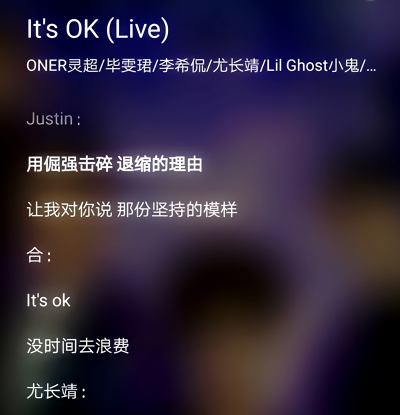 It's OK (Live)
ONER灵超/毕雯珺/李希侃/尤长靖/Lil Ghost小鬼/...
Justin :
用倔强击碎 退缩的理由
让我对你说 那份坚持的模样
合 :
It's ok
没时间去浪费
尤长靖 :